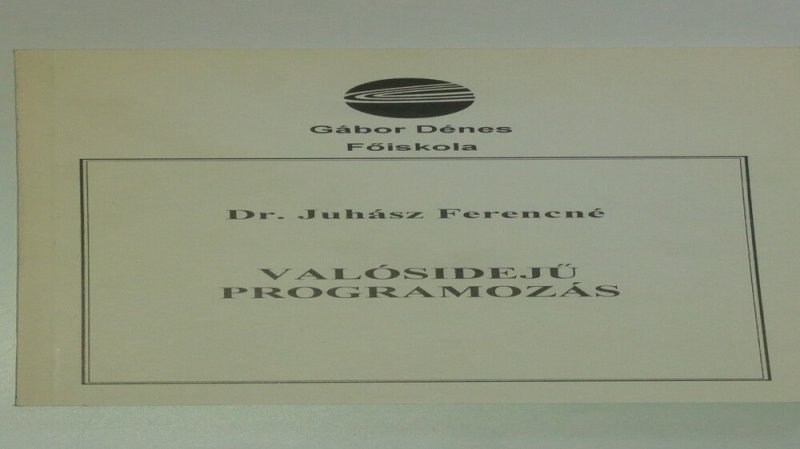 Gábor Dénes
Főiskola
Dr. Juhász Ferencné
VALÓSIDEJŰ
PROGRAMOZÁS